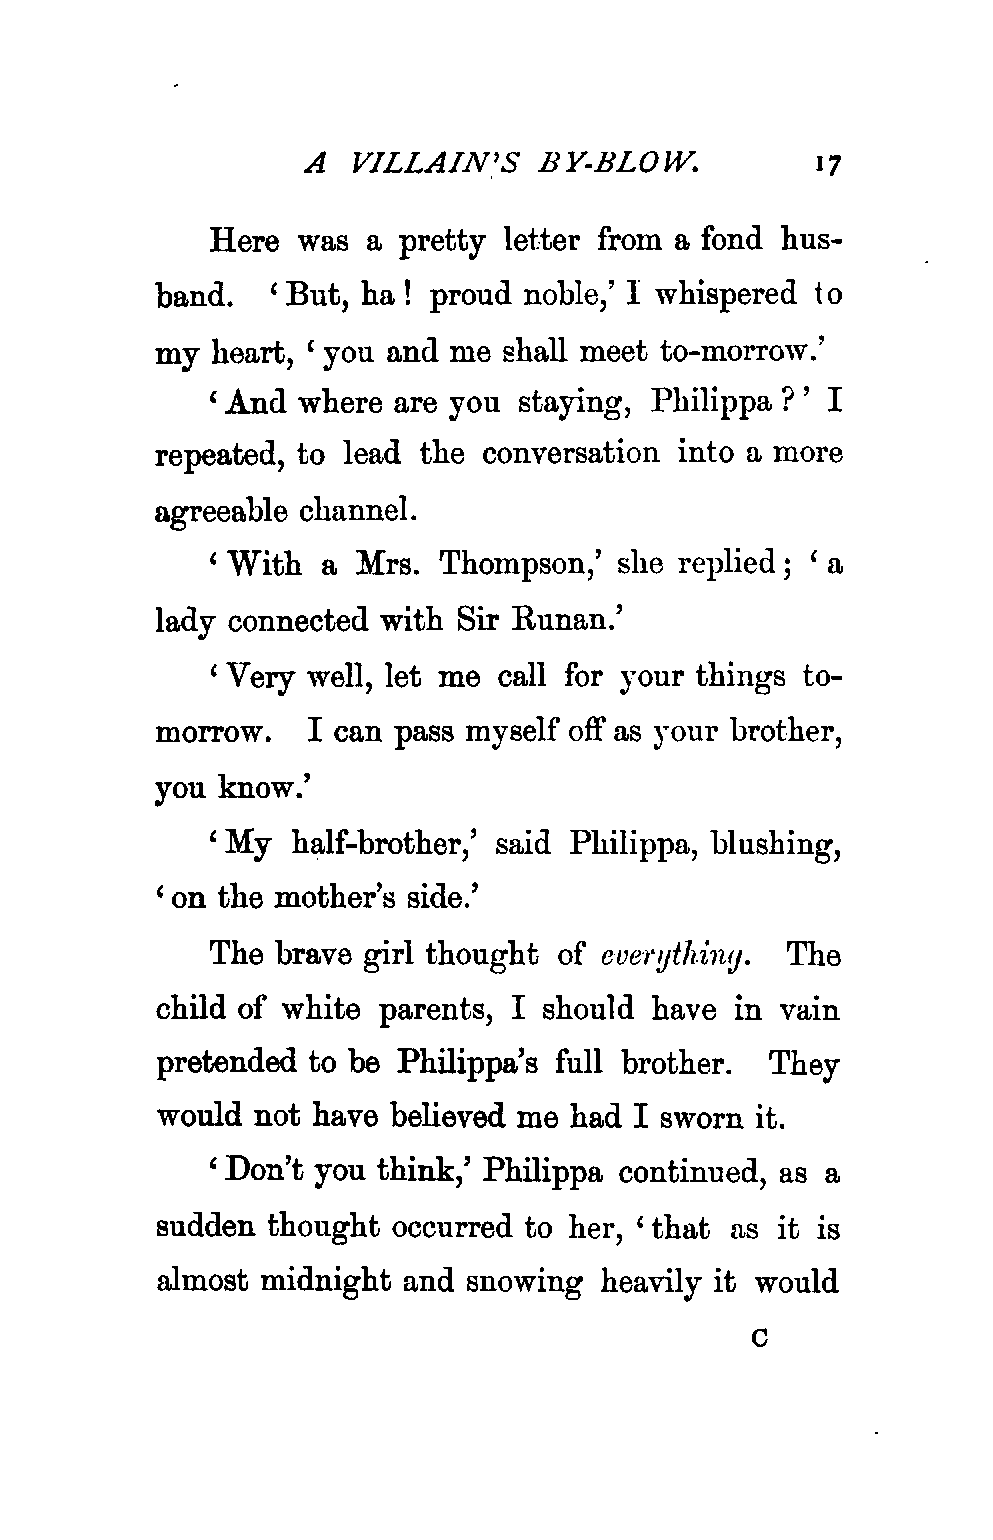 A VILLAIN'S BY-BLOW. 17
Here was a pretty letter from a fond hus-
band. ‘But, ha! proud noble,’ I whispered to
my heart, ‘you and me shall meet to-morrow.’
‘And where are you staying, Philippa?’ I
repeated, to lead the conversation into a more
agreeable channel.
‘With a Mrs. Thompson,’ she replied; ‘a
lady connected with Sir Runan.’
‘Very well, let me call for your things to-
morrow. I can pass myself off as your brother,
you know.’
‘My half-brother,’ said Philippa, blushing,
‘on the mother's side.’
The brave girl thought of everything. The
child of white parents, I should have in vain
pretended to be Philippa's full brother. They
would not have believed me had I sworn it.
‘Don't you think,’ Philippa continued, as a
sudden thought occurred to her, ‘that as it is
almost midnight and snowing heavily it would
C